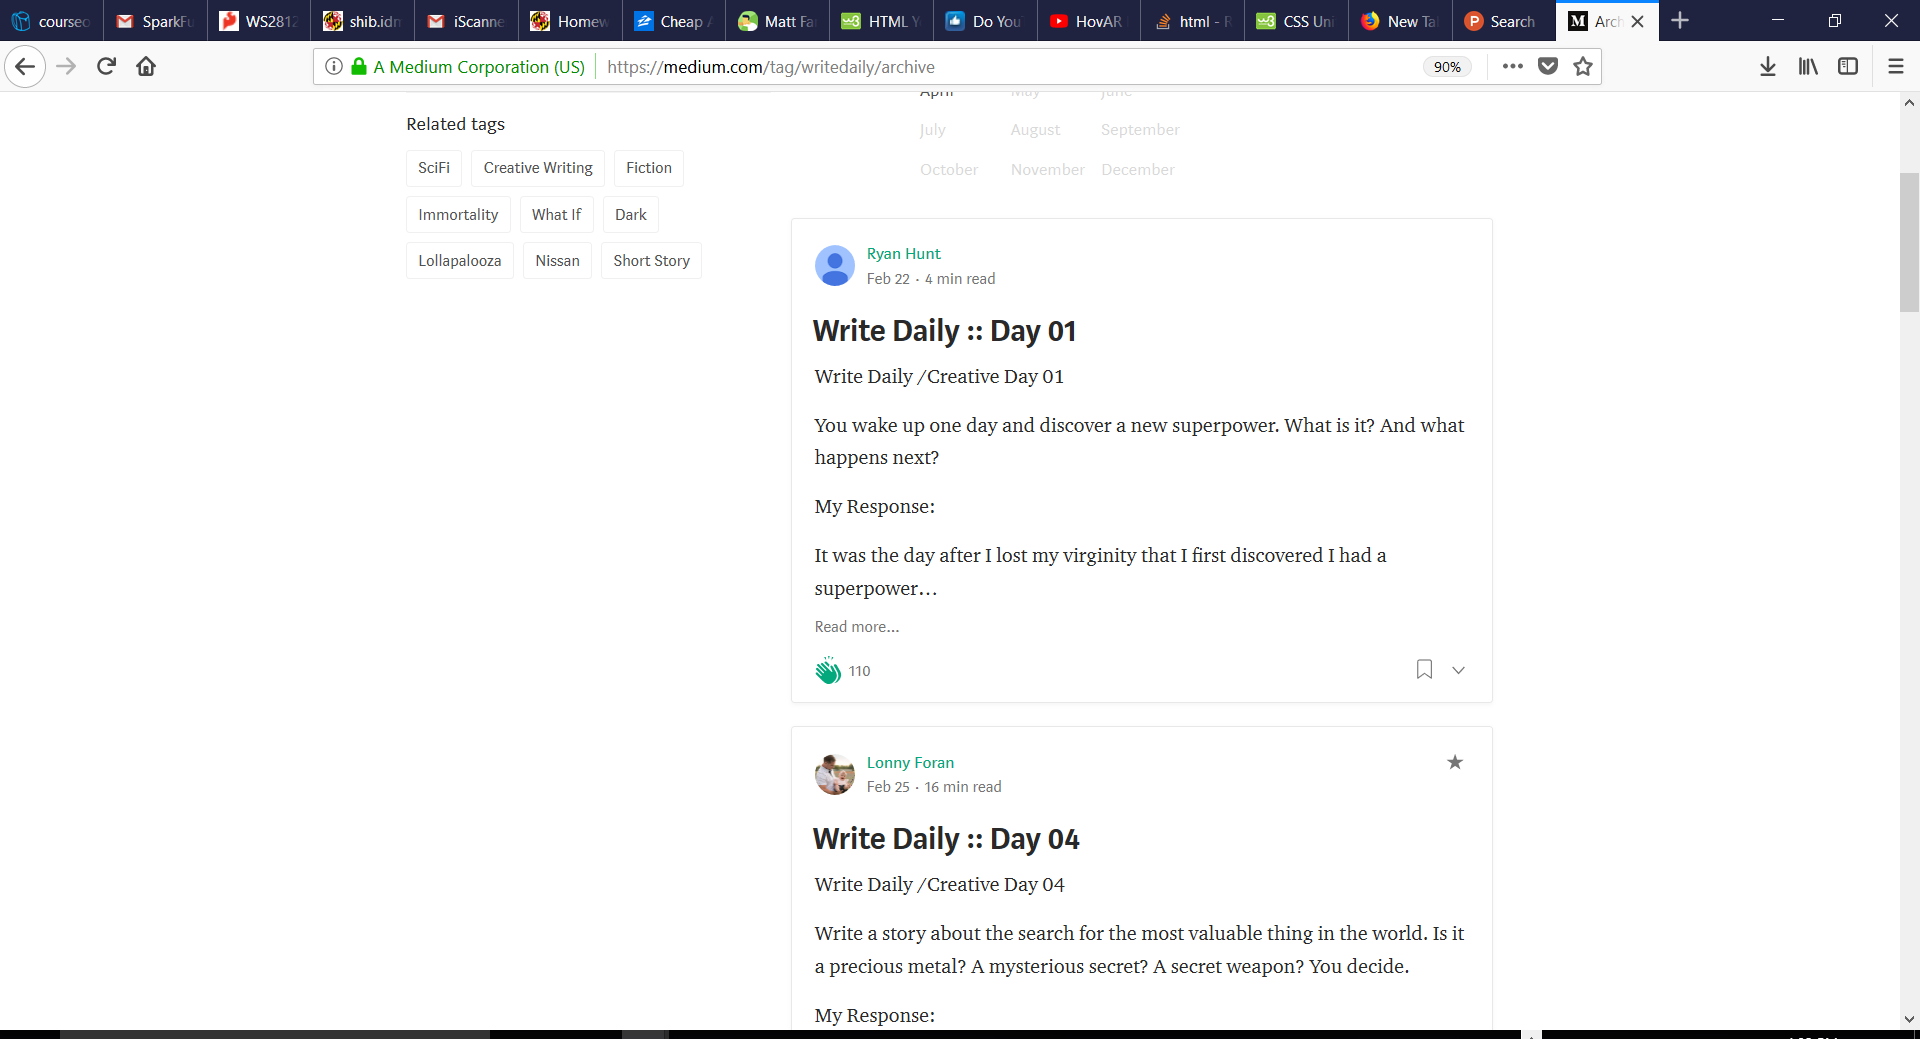 courseo
SparkFu
WS2812
shib.idm
iScanne
Homew
Cheap A
Matt Fa
HTML Y
Do You
HovAR
html - R
CSS Uni
New Ta
Search
Arch
A Medium Corporation (US)
https://medium.com/tag/writedaily/archive
90%
April May June
July August September
October November December
Related tags
SciFi Creative Writing Fiction
Immortality What If Dark
Lollapalooza Nissan Short Story
Ryan Hunt
Feb 22 · 4 min read
Write Daily :: Day 01
Write Daily /Creative Day 01
You wake up one day and discover a new superpower. What is it? And what
happens next?
My Response:
It was the day after I lost my virginity that I first discovered I had a
superpower…
Read more...
110
Lonny Foran
Feb 25 · 16 min read
Write Daily :: Day 04
Write Daily /Creative Day 04
Write a story about the search for the most valuable thing in the world. Is it
a precious metal? A mysterious secret? A secret weapon? You decide.
My Response: